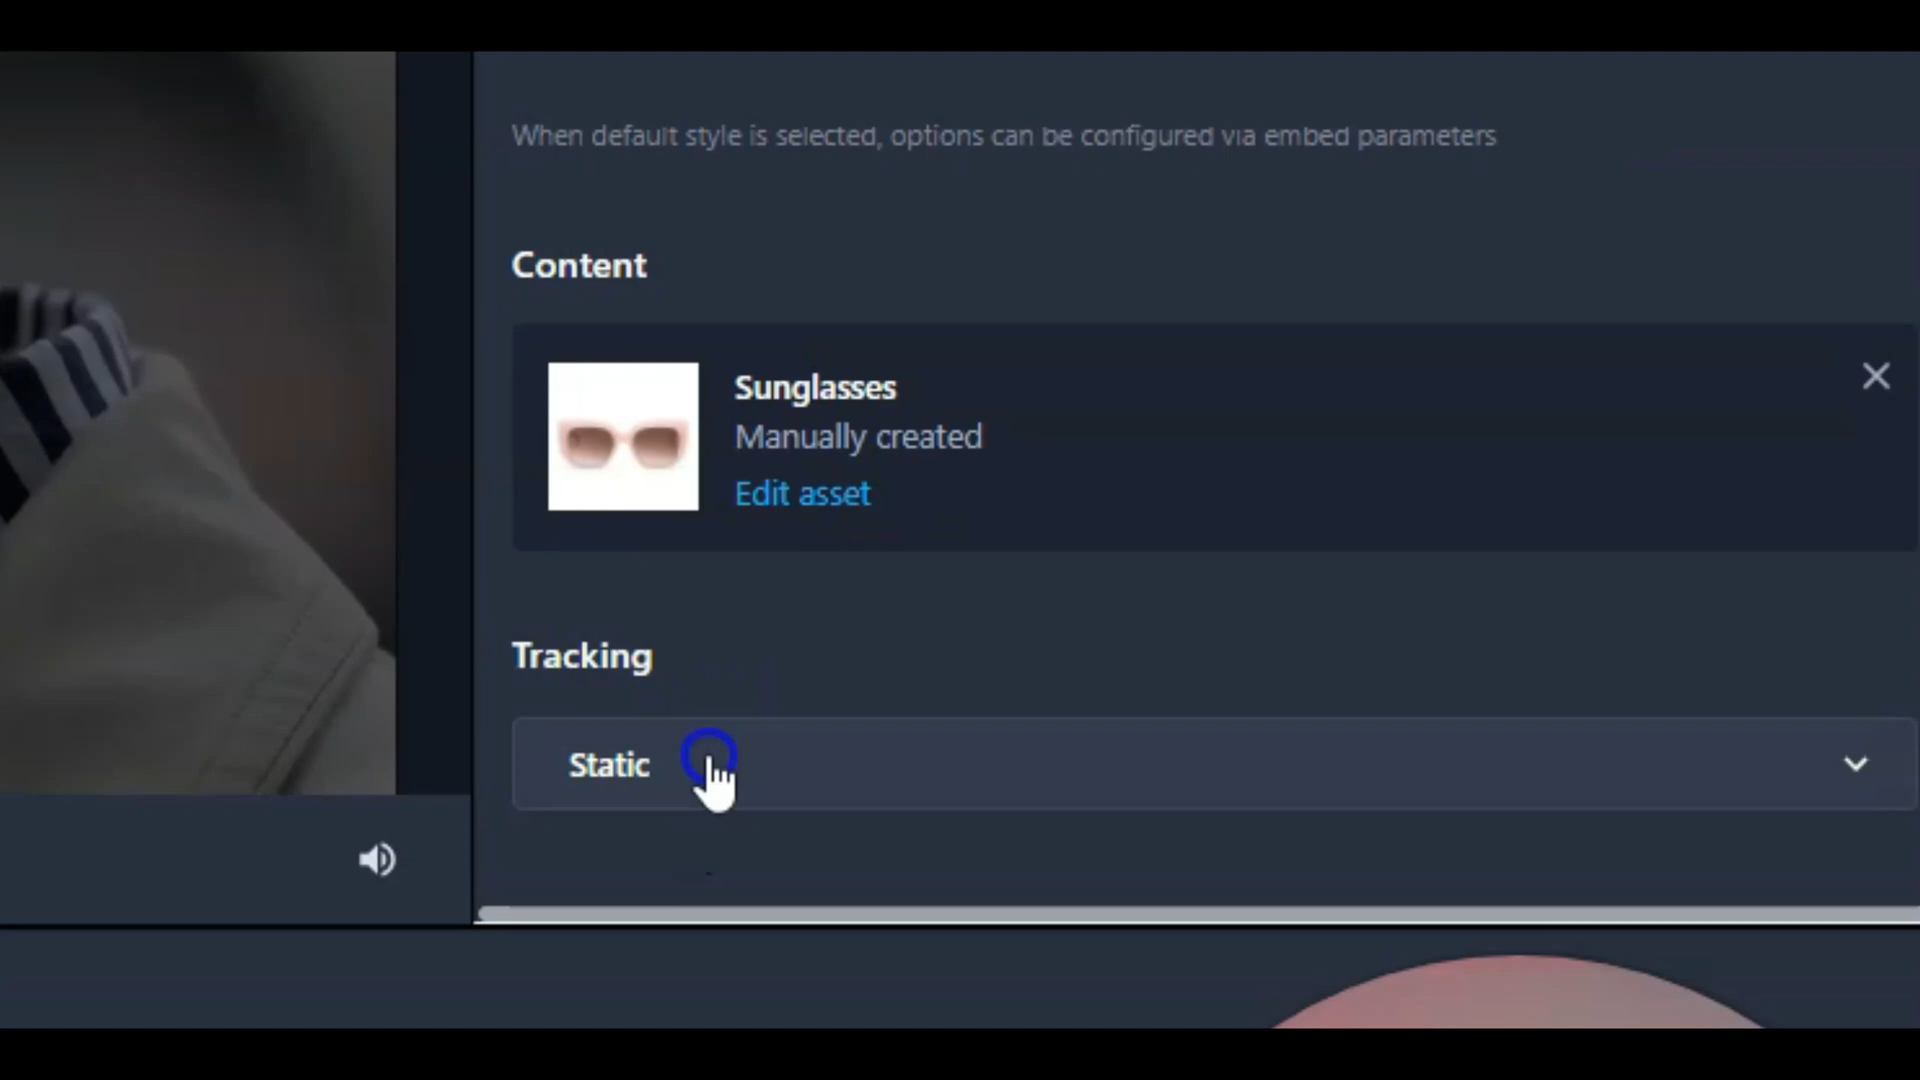 When default style is selected, options can be configured via embed parameters
Content
Sunglasses
Manually created
Edit asset
Tracking
Static